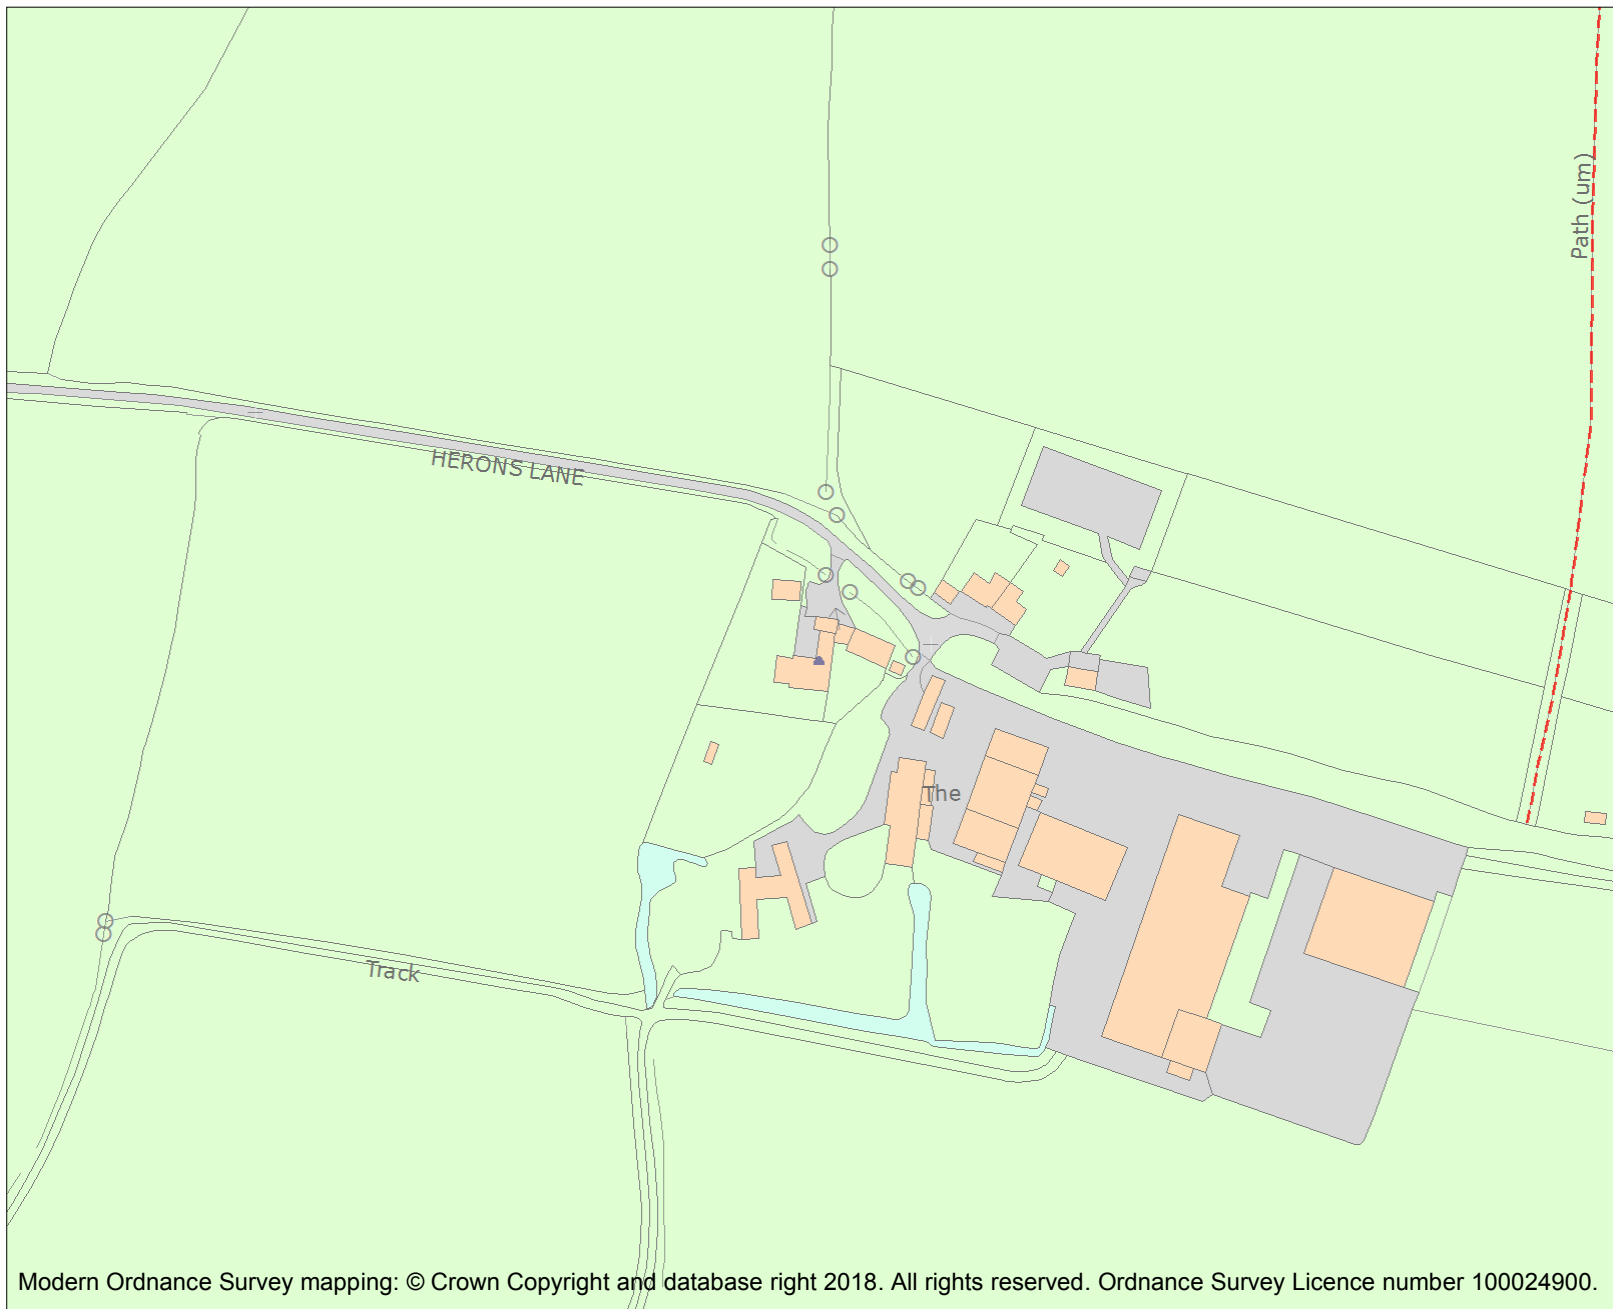 Path (um)
HERONS LANE
The
Track
Modern Ordnance Survey mapping: © Crown Copyright and database right 2018. All rights reserved. Ordnance Survey Licence number 100024900.